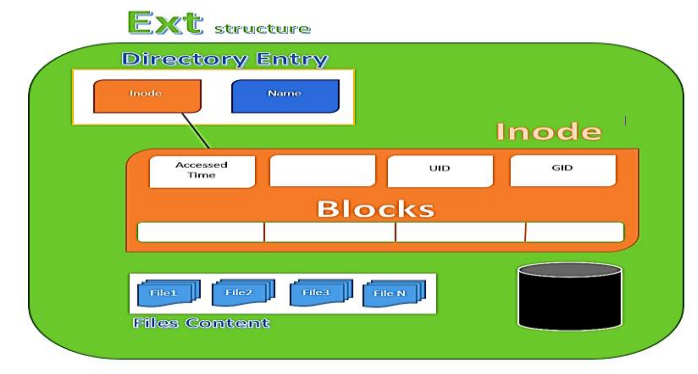 Ext structure
Directory Entry
Inode
Name
Inode
Accessed
Time
UID
GID
Blocks
File1
File2
File3
File N
Files Content